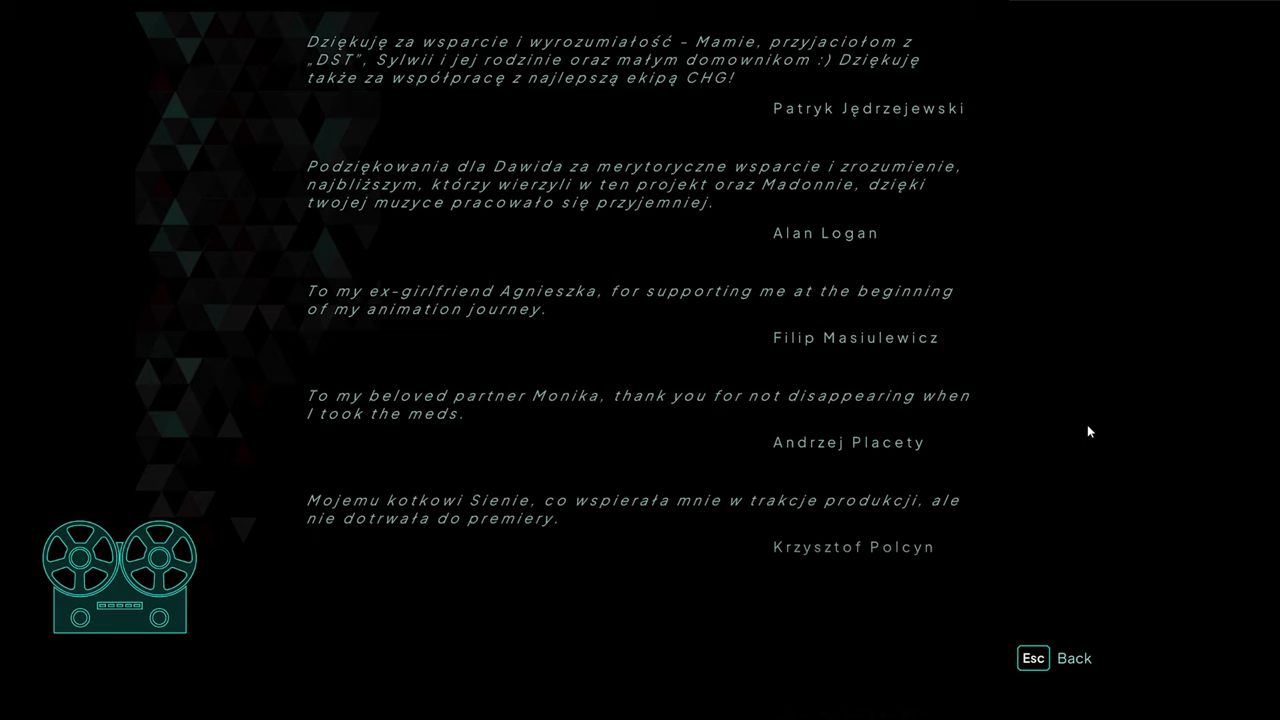 Dziękuję za wsparcie i wyrozumiałość – Mamie, przyjaciołom z
„DST”, Sylwii i jej rodzinie oraz małym domownikom :) Dziękuję
także za współpracę z najlepszą ekipą CHG!
Patryk Jędrzejewski
Podziękowania dla Dawida za merytoryczne wsparcie i zrozumienie,
najbliższym, którzy wierzyli w ten projekt oraz Madonnie, dzięki
twojej muzyce pracowało się przyjemniej.
Alan Logan
To my ex-girlfriend Agnieszka, for supporting me at the beginning
of my animation journey.
Filip Masiulewicz
To my beloved partner Monika, thank you for not disappearing when
I took the meds.
Andrzej Placety
Mojemu kotkowi Sienie, co wspierała mnie w trakcje produkcji, ale
nie dotrwała do premiery.
Krzysztof Polcyn
Esc Back